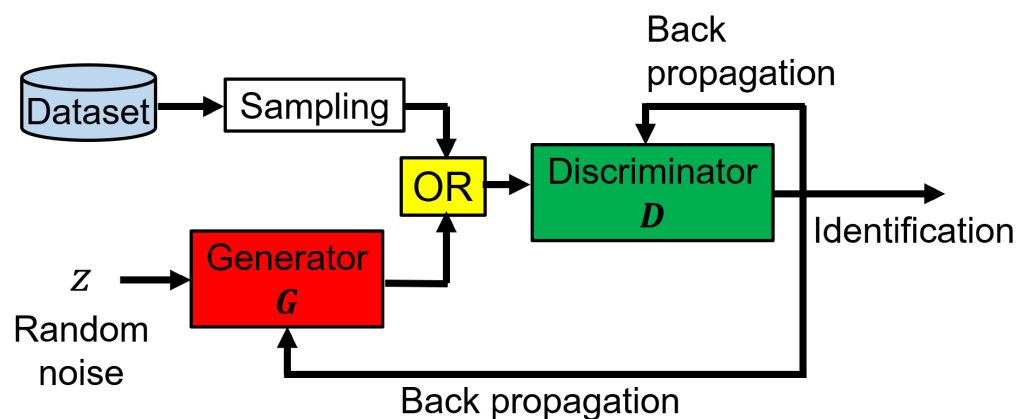 Back
propagation
Dataset
Sampling
OR
Discriminator
D
Identification
Generator
G
z
Random
noise
Back propagation